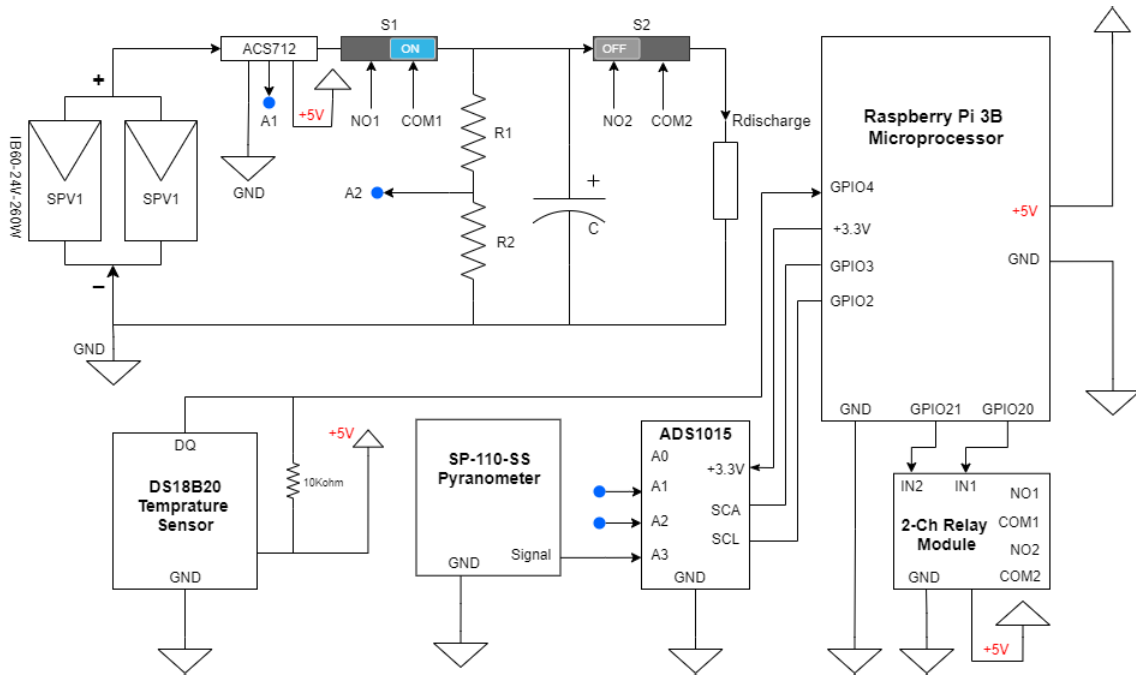 S1
S2
ACS712
ON
OFF
+
A1
+5V
NO1
COM1
NO2
COM2
Rdischarge
Raspberry Pi 3B
Microprocessor
IB60-24V-260W
SPV1
SPV1
GND
R1
A2
R2
+
C
GPIO4
+3.3V
GPIO3
GPIO2
+5V
GND
−
GND
GND
GPIO21
GPIO20
DQ
DS18B20
Temprature
Sensor
GND
+5V
10Kohm
SP-110-SS
Pyranometer
Signal
GND
ADS1015
A0
A1
A2
A3
+3.3V
SCA
SCL
GND
IN2
IN1
2-Ch Relay
Module
NO1
COM1
NO2
COM2
GND
+5V